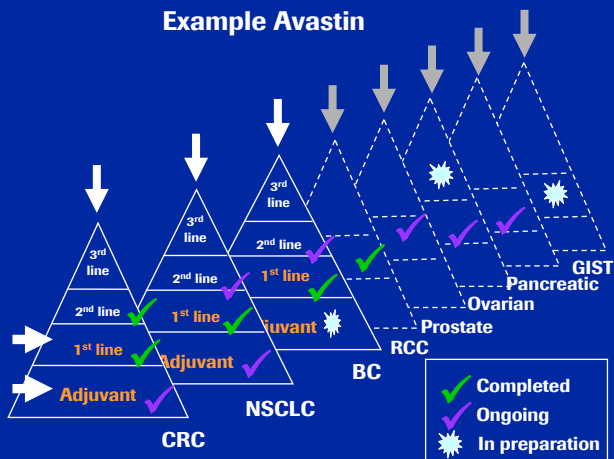 Example Avastin
3rd
line
2nd line
1st line
Adjuvant
CRC
3rd
line
2nd line
1st line
Adjuvant
NSCLC
3rd
line
2nd line
1st line
juvant
BC
RCC
Prostate
Ovarian
Pancreatic
GIST
Completed
Ongoing
In preparation